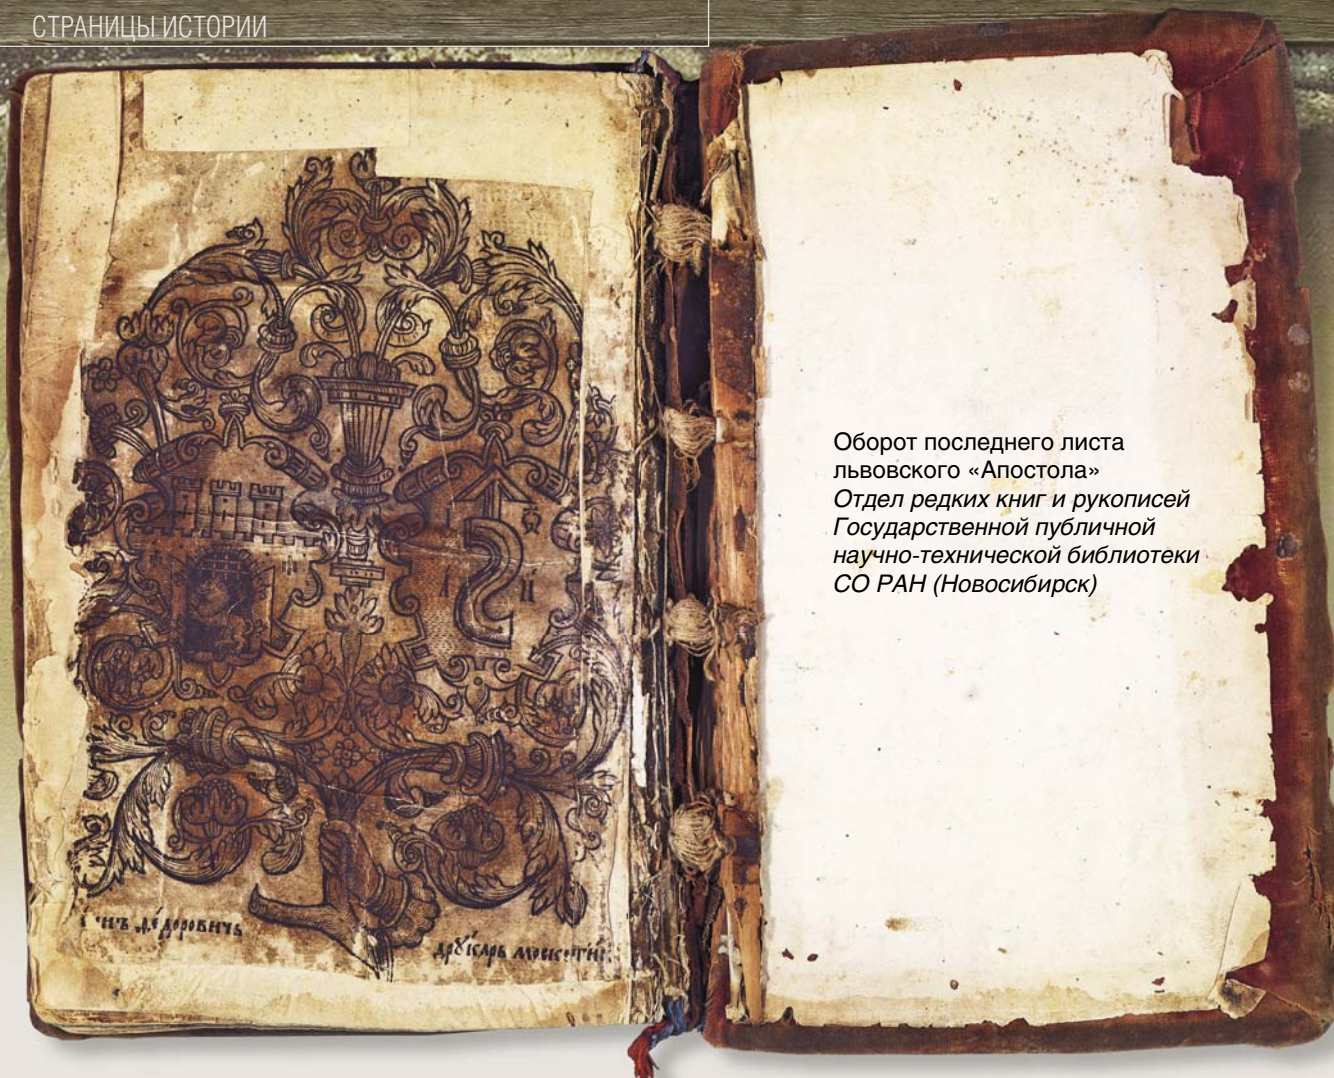 СТРАНИЦЫ ИСТОРИИ
друкарь
Оборот последнего листа
львовского «Апостола»
Отдел редких книг и рукописей
Государственной публичной
научно-технической библиотеки
СО РАН (Новосибирск)